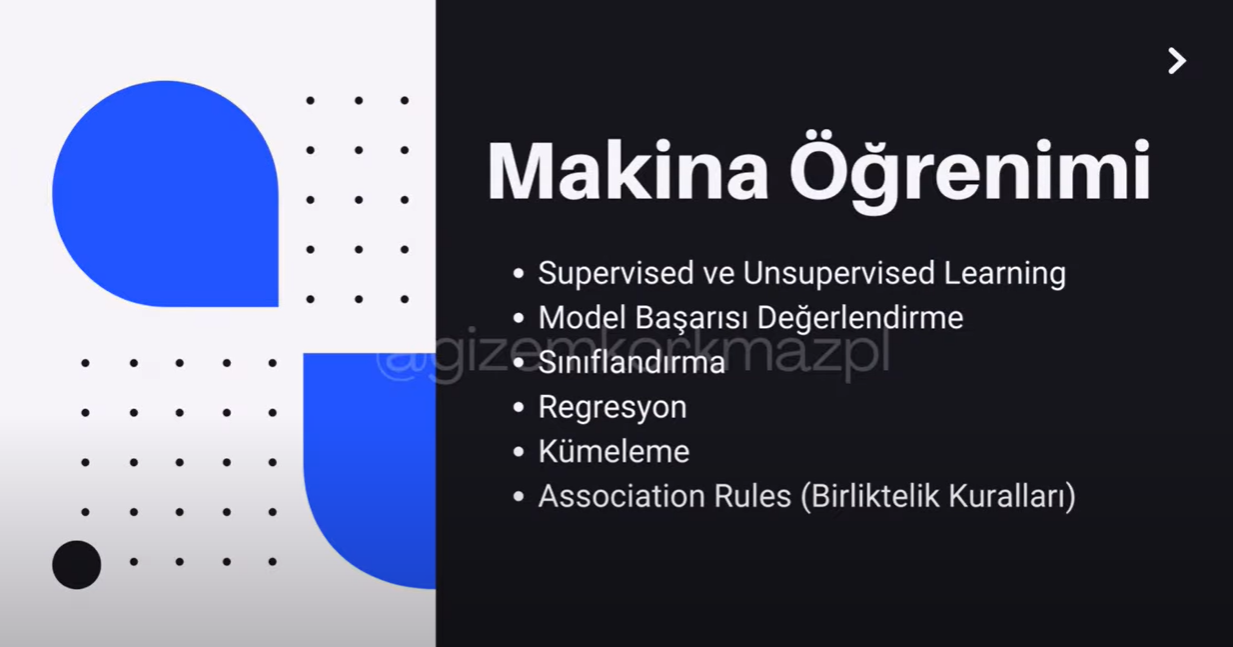 Makina Öğrenimi
• Supervised ve Unsupervised Learning
• Model Başarısı Değerlendirme
@gizemkorkmazpl
• Sınıflandırma
• Regresyon
• Kümeleme
• Association Rules (Birliktelik Kuralları)